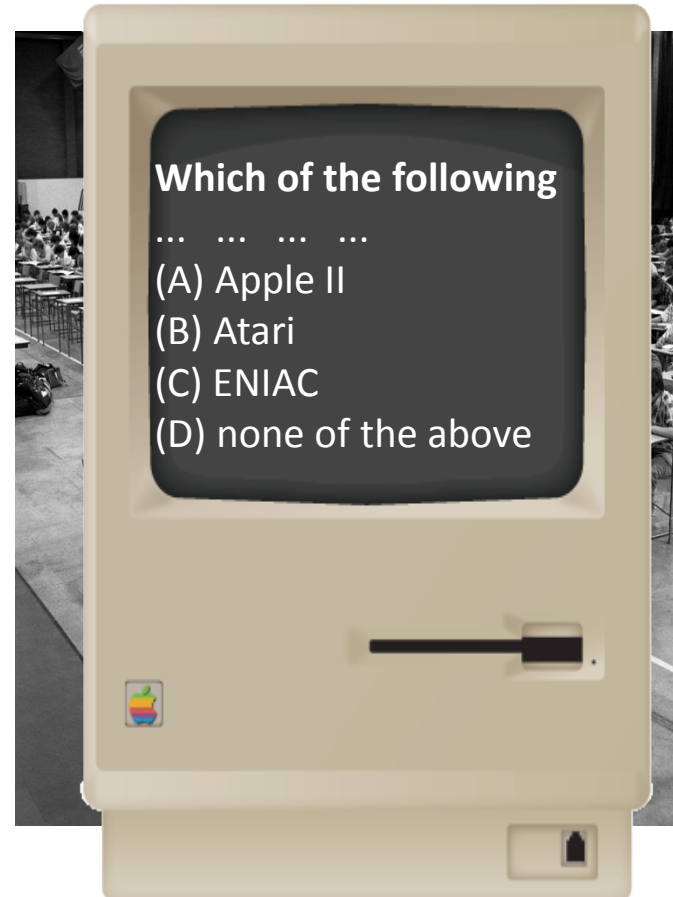 Which of the following
... ... ... ...
(A) Apple II
(B) Atari
(C) ENIAC
(D) none of the above